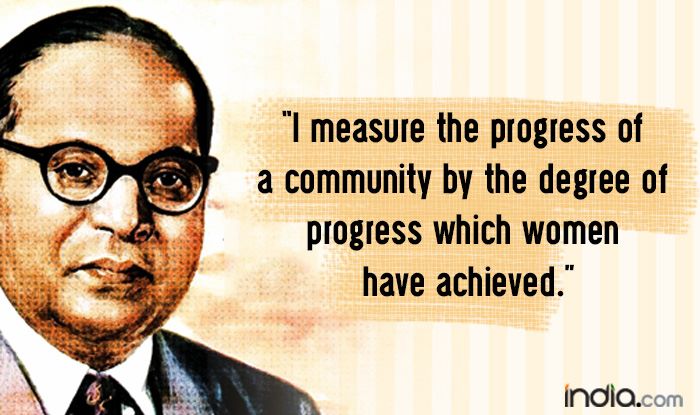 "I measure the progress of
a community by the degree of
progress which women
have achieved."
india.com